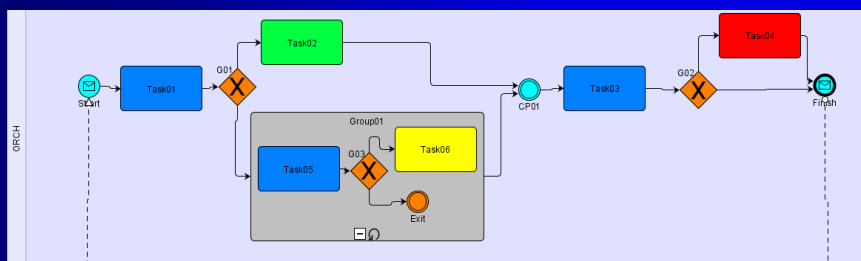 ORCH
Start
Task01
G01
Task02
Group01
Task05
G03
Task06
Exit
CP01
Task03
G02
Task04
Finish